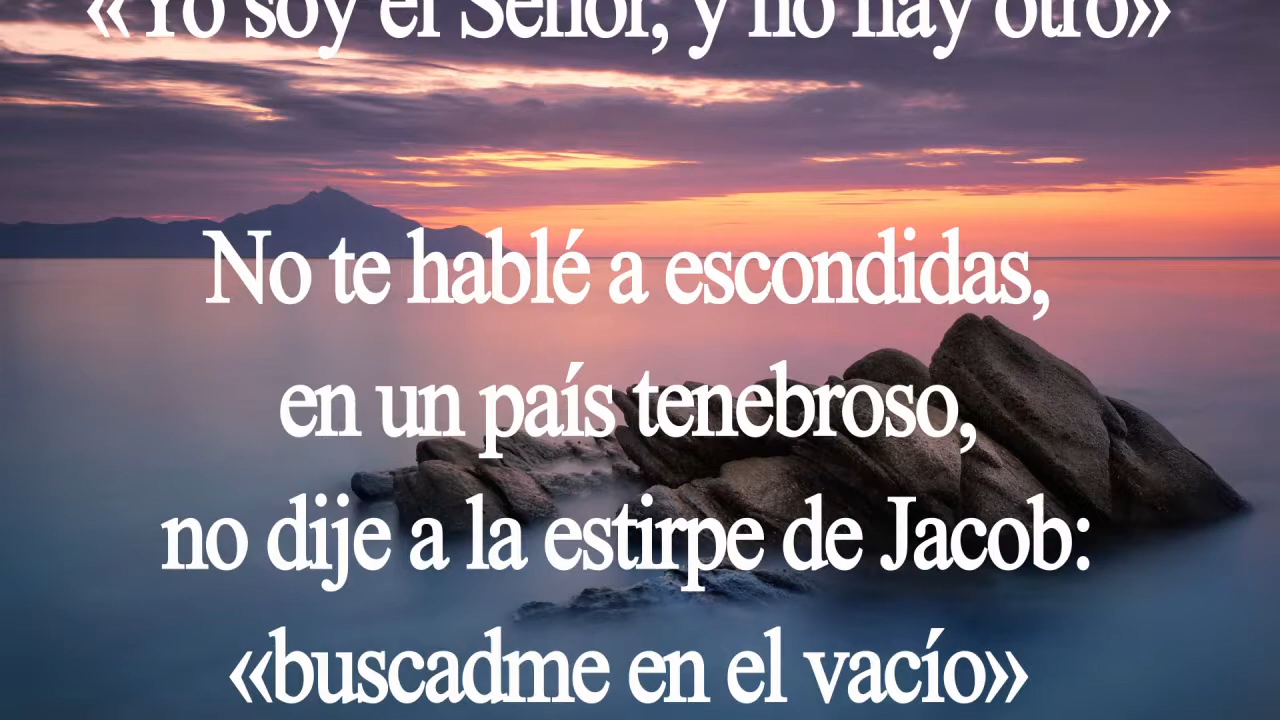 «Yo soy el Señor, y no hay otro»
No te hablé a escondidas,
en un país tenebroso,
no dije a la estirpe de Jacob:
«buscadme en el vacío»